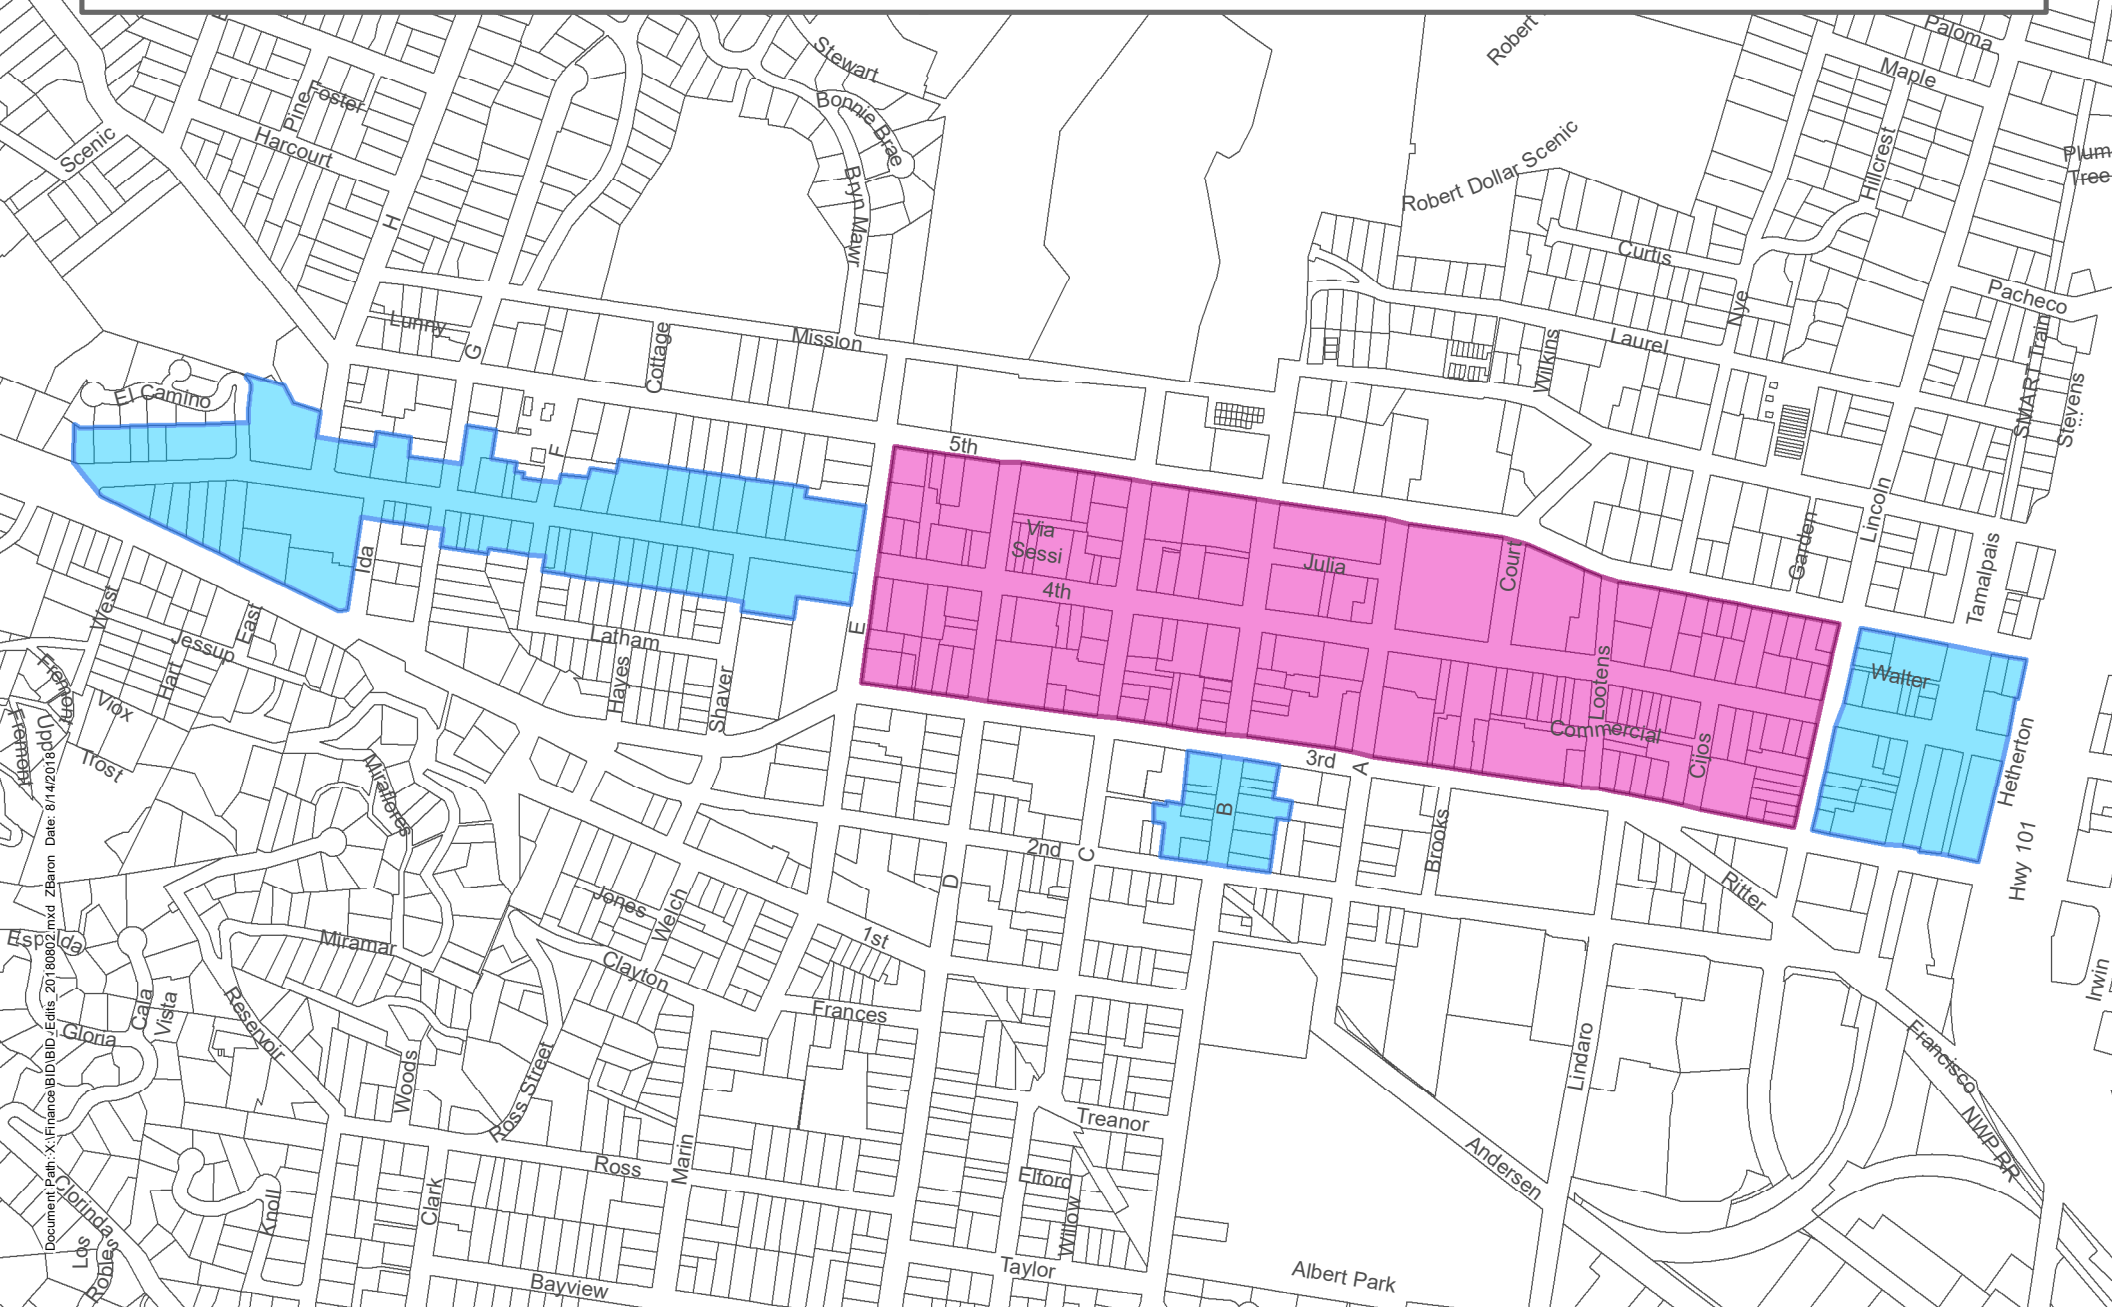 Paloma
Stewart
Robert
Maple
Pine
Foster
Bonnie Brae
Scenic
Harcourt
Robert Dollar Scenic
Hillcrest
Plum
Tree
H
Bryn Mawr
Curtis
Pacheco
Nye
Lunny
G
Cottage
Mission
Wilkins
Laurel
SMART Train
Stevens
El Camino
F
5th
Lincoln
Garden
Via
Sessi
Julia
Court
Ida
4th
Tamalpais
West
East
Jessup
Hart
Latham
Hayes
Shaver
E
Lootens
Walter
Fremont
Viox
Upp
Fremont
Trost
Commercial
Cijos
3rd
A
Hetherton
Miraflores
B
Brooks
2nd
C
D
Hwy 101
Ritter
Jones
Welch
1st
Miramar
Clayton
Irwin
Cala
Vista
Reservoir
Frances
Gloria
Francisco
Lindaro
Woods
Ross Street
Treanor
NWP RR
Marin
Ross
Elford
Andersen
Clorinda
Knoll
Clark
Willow
Los
Robles
Taylor
Bayview
Albert Park
Document Path: X:\Finance\BID\BID_Edits_20180802.mxd ZBaron Date: 8/14/2018